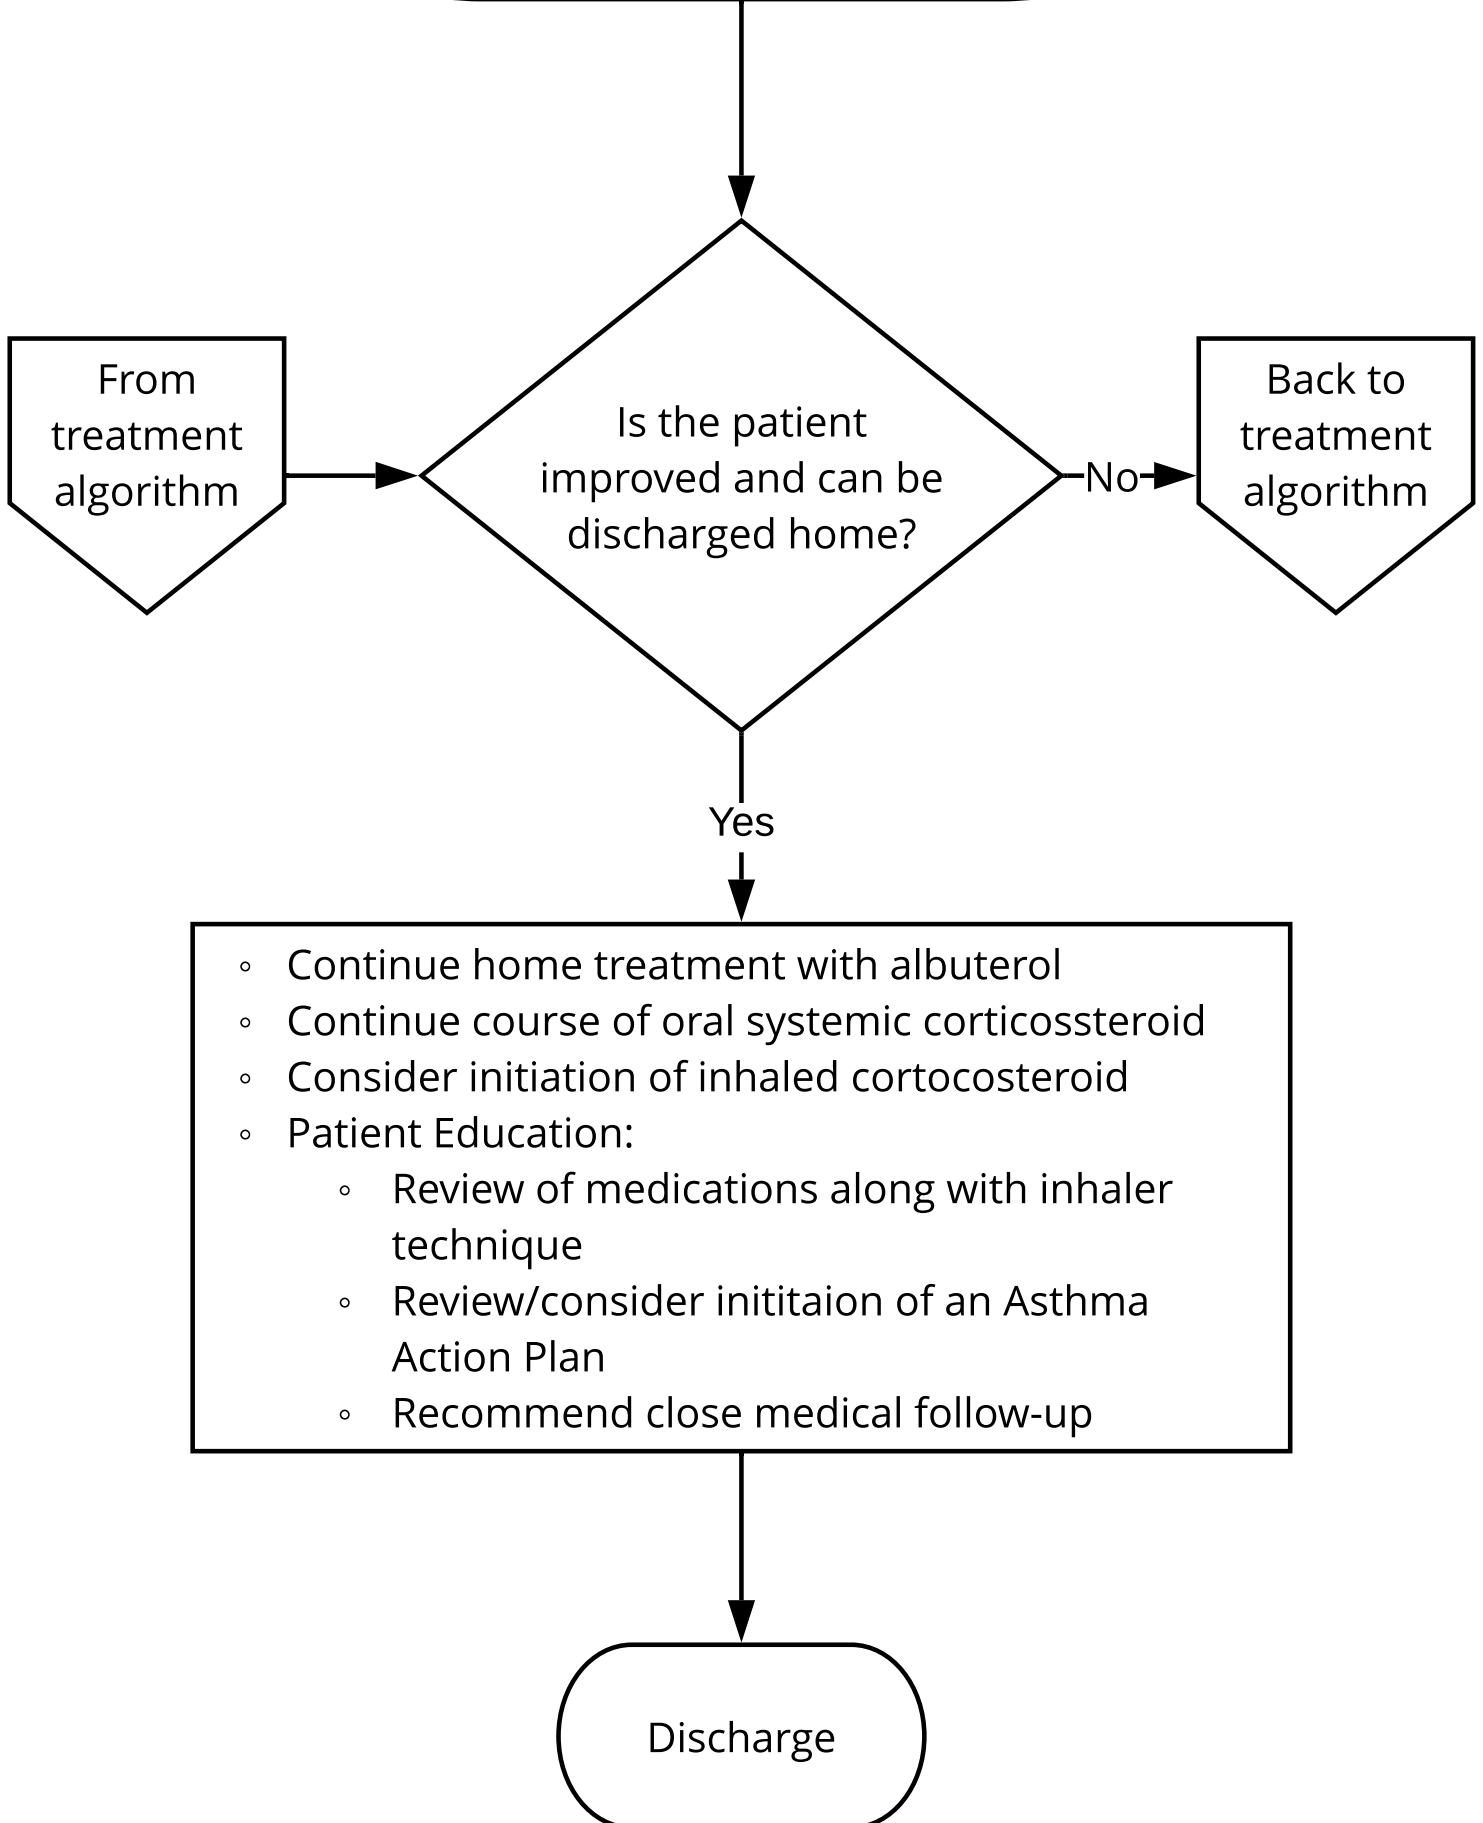 From
treatment
algorithm
Is the patient
improved and can be
discharged home?
No
Back to
treatment
algorithm
Yes
◦ Continue home treatment with albuterol
◦ Continue course of oral systemic corticossteroid
◦ Consider initiation of inhaled cortocosteroid
◦ Patient Education:
◦ Review of medications along with inhaler
technique
◦ Review/consider inititaion of an Asthma
Action Plan
◦ Recommend close medical follow-up
Discharge